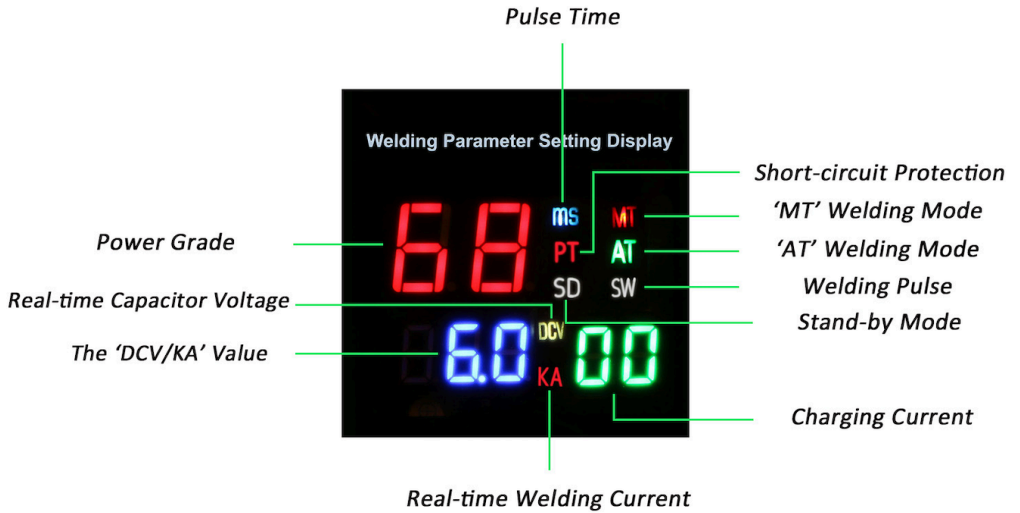 Pulse Time
Welding Parameter Setting Display
Short-circuit Protection
‘MT’ Welding Mode
‘AT’ Welding Mode
Welding Pulse
Stand-by Mode
Power Grade
Real-time Capacitor Voltage
The ‘DCV/KA’ Value
68
ms
MT
PT
AT
SD
SW
6.0
DCV
KA
00
Charging Current
Real-time Welding Current